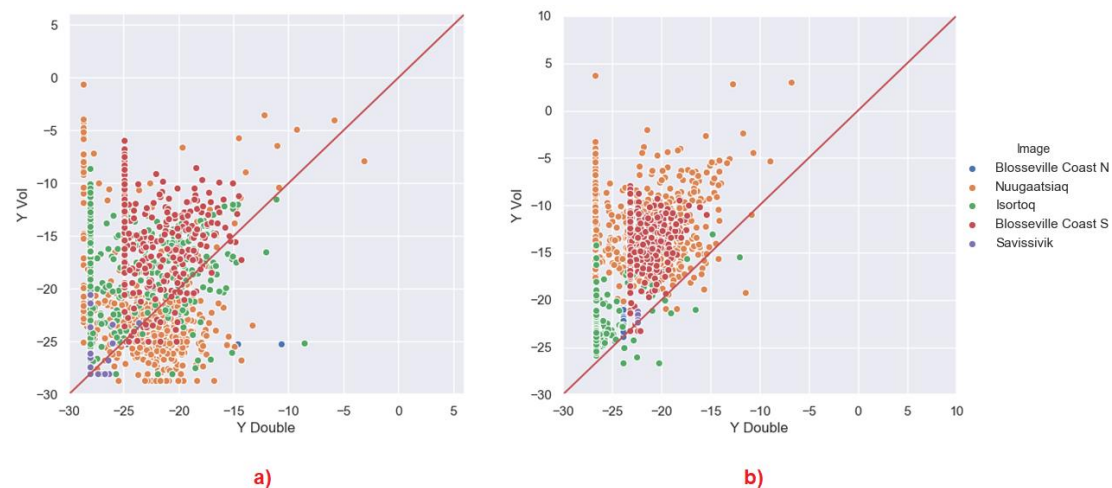 0
−5
−10
−15
−20
−25
−30
Y Vol
−30 −25 −20 −15 −10 −5 0 5
Y Double
a)
10
5
0
−5
−10
−15
−20
−25
−30
Y Vol
−30 −25 −20 −15 −10 −5 0 5 10
Y Double
b)
Image
Blosseville Coast N
Nuugaatsiaq
Isortoq
Blosseville Coast S
Savissivik